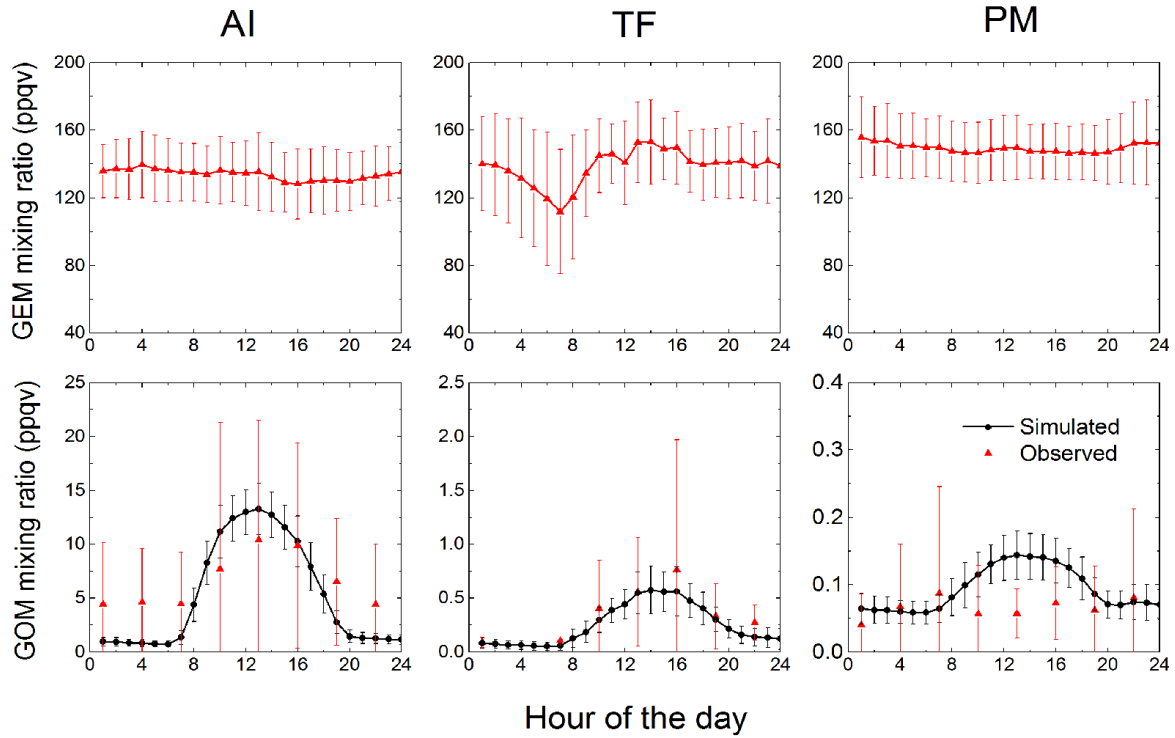 AI TF PM
GEM mixing ratio (ppqv)
200 200 200
160 160 160
120 120 120
80 80 80
40 40 40
0 4 8 12 16 20 24 0 4 8 12 16 20 24 0 4 8 12 16 20 24
GOM mixing ratio (ppqv)
25 2.5 0.4
20 2.0 0.3
15 1.5 0.2
10 1.0 0.1
5 0.5 0.0
0 0.0
Simulated
Observed
0 4 8 12 16 20 24 0 4 8 12 16 20 24 0 4 8 12 16 20 24
Hour of the day